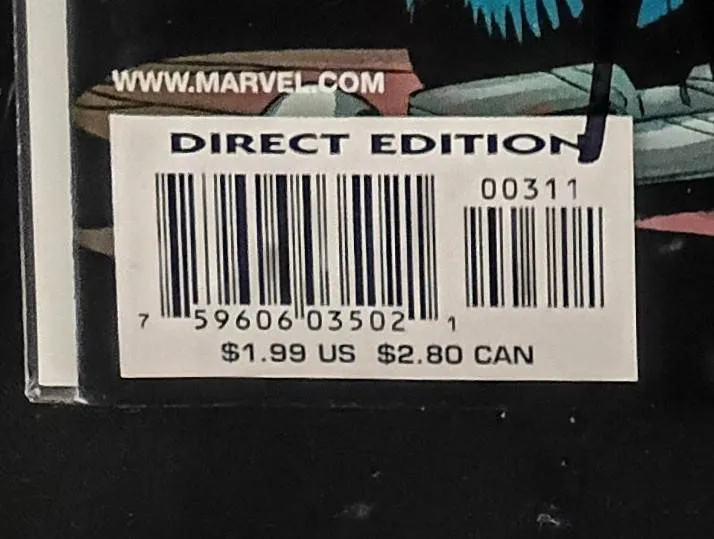 WWW.MARVEL.COM
DIRECT EDITION
00311
7 59606 03502 1
$1.99 US $2.80 CAN